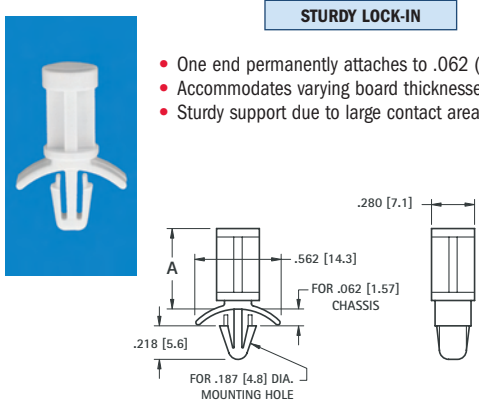 STURDY LOCK-IN
• One end permanently attaches to .062 (
• Accommodates varying board thicknesse
• Sturdy support due to large contact area
.280 [7.1]
A
.562 [14.3]
FOR .062 [1.57]
CHASSIS
.218 [5.6]
FOR .187 [4.8] DIA.
MOUNTING HOLE